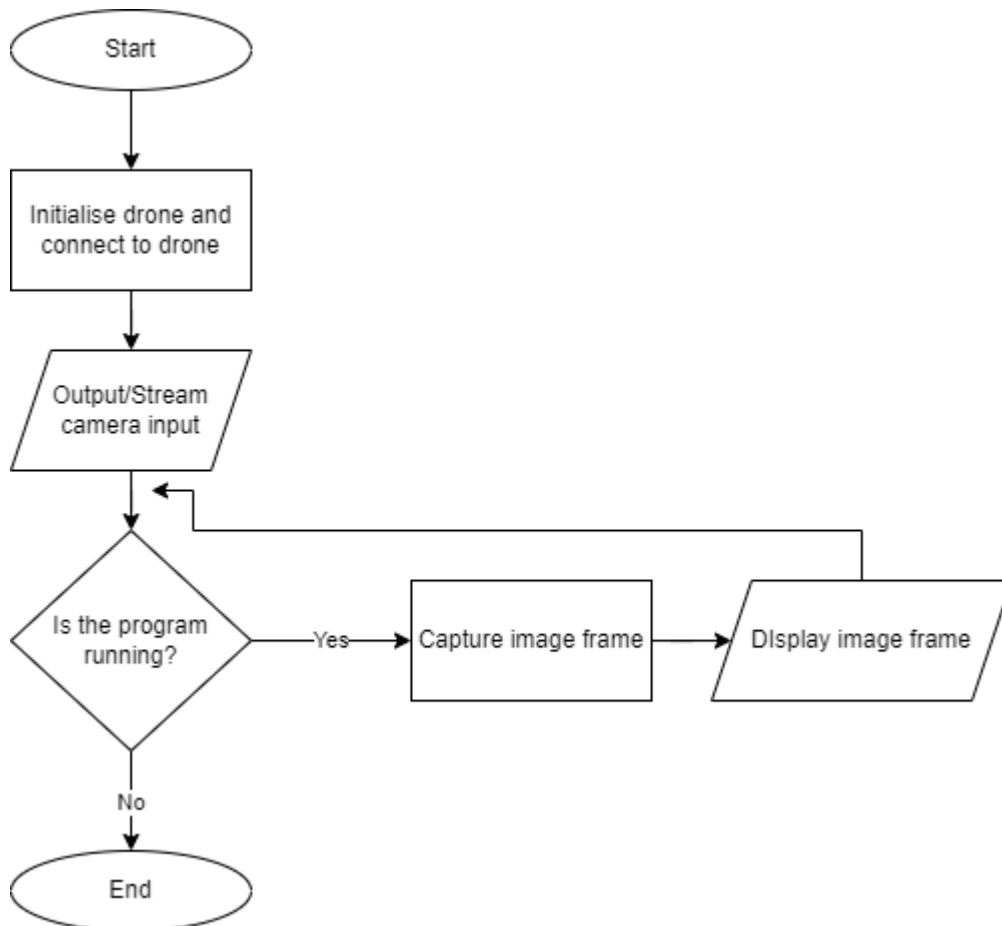 Start
Initialise drone and
connect to drone
Output/Stream
camera input
Is the program
running?
Yes
Capture image frame
DIsplay image frame
No
End